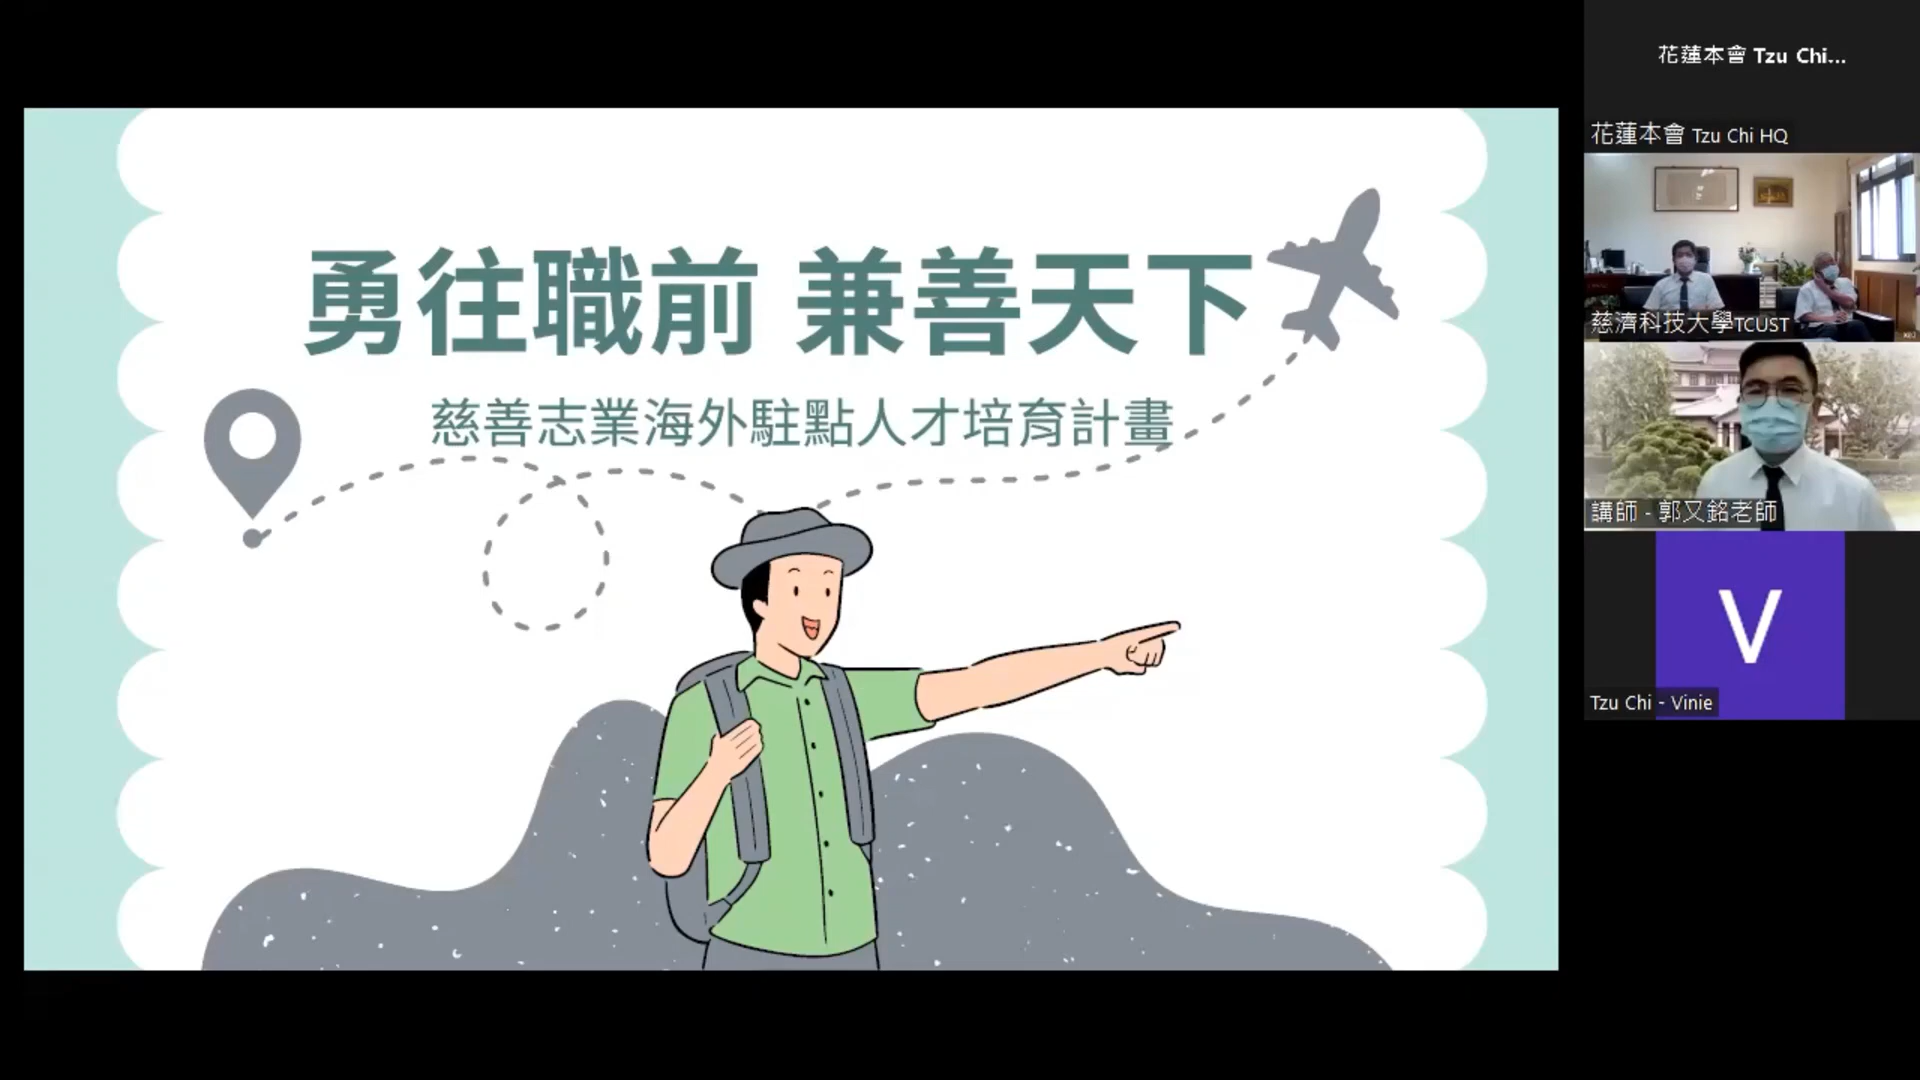 勇往職前 兼善天下
慈善志業海外駐點人才培育計畫
花蓮本會 Tzu Chi...
花蓮本會 Tzu Chi HQ
慈濟科技大學TCUST
講師 - 郭又銘老師
V
Tzu Chi - Vinie